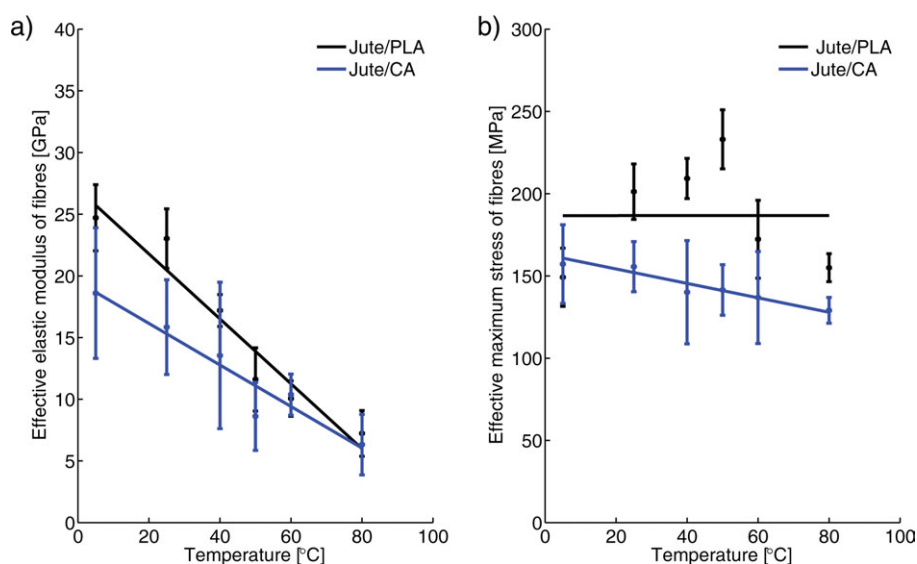 a)
Jute/PLA
Jute/CA
Effective elastic modulus of fibres [GPa]
40
35
30
25
20
15
10
5
0
0 20 40 60 80 100
Temperature [°C]
b)
Jute/PLA
Jute/CA
Effective maximum stress of fibres [MPa]
300
250
200
150
100
50
0
0 20 40 60 80 100
Temperature [°C]